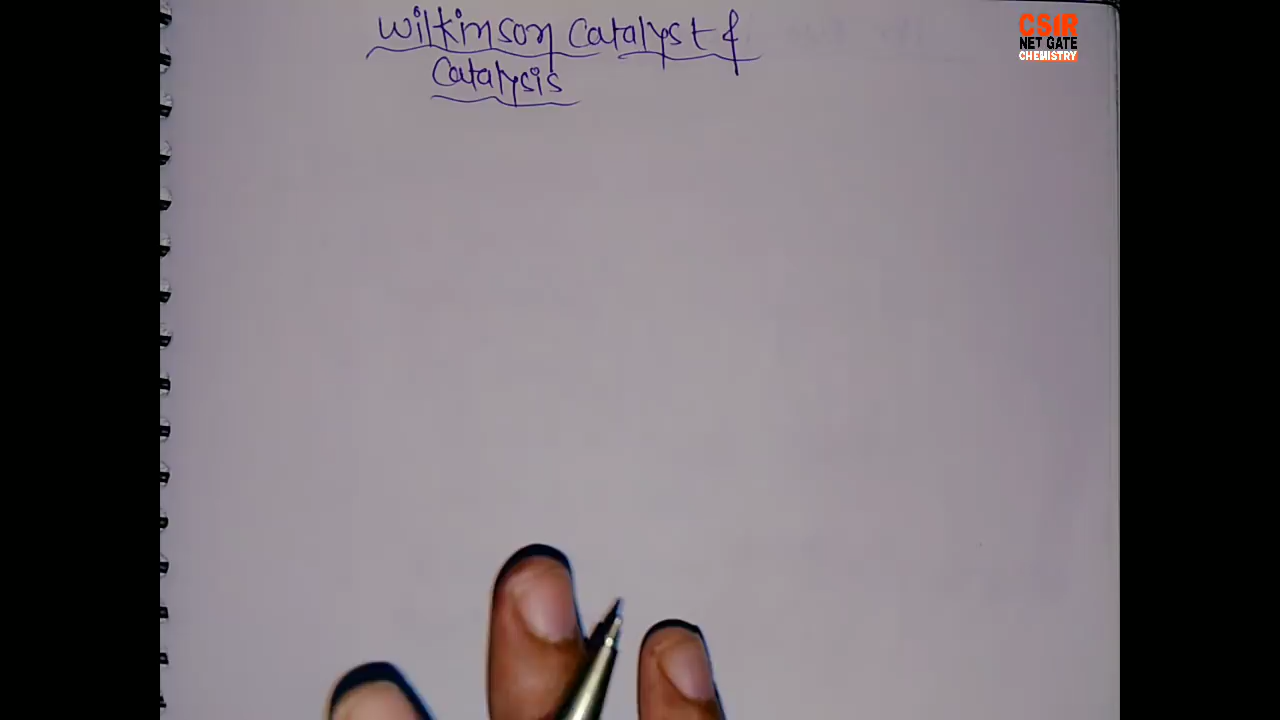 Wilkinson Catalyst &
Catalysis
CSIR
NET GATE
CHEMISTRY